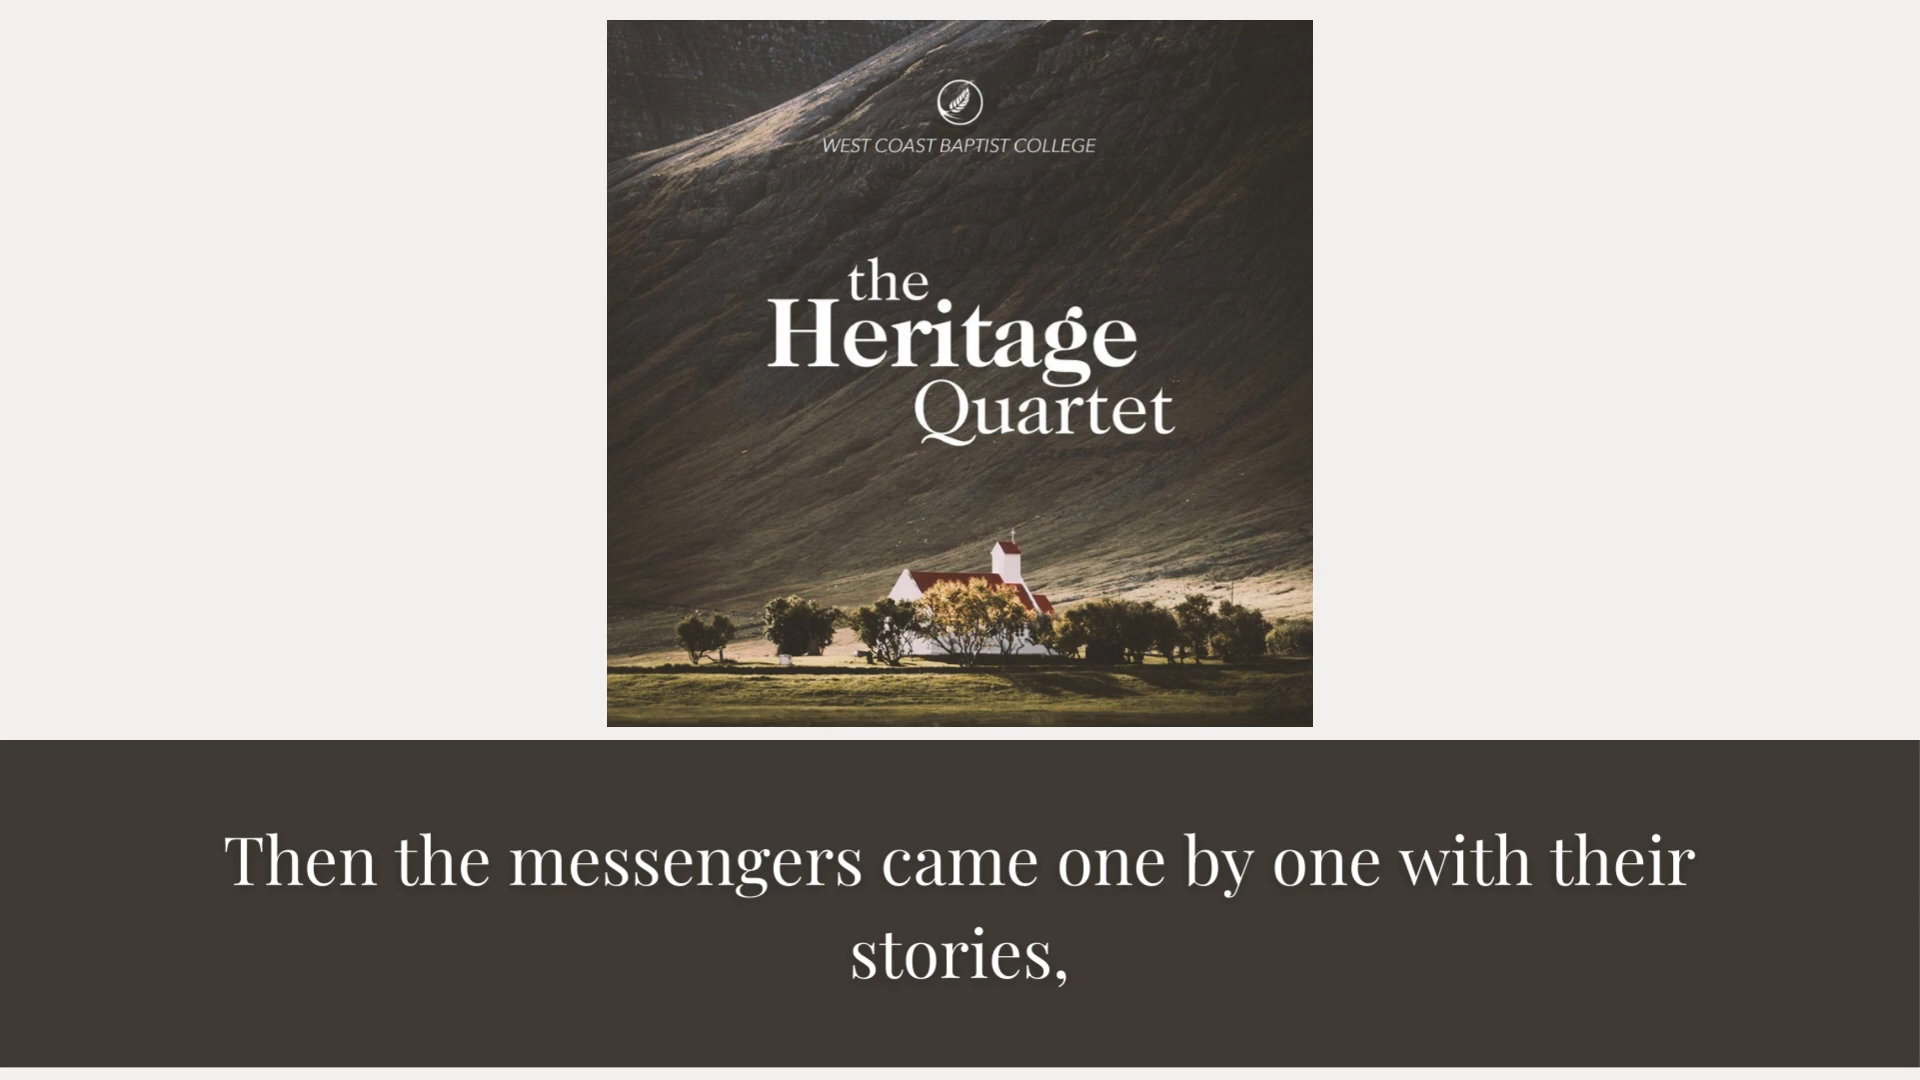 WEST COAST BAPTIST COLLEGE
the
Heritage
Quartet
Then the messengers came one by one with their
stories,